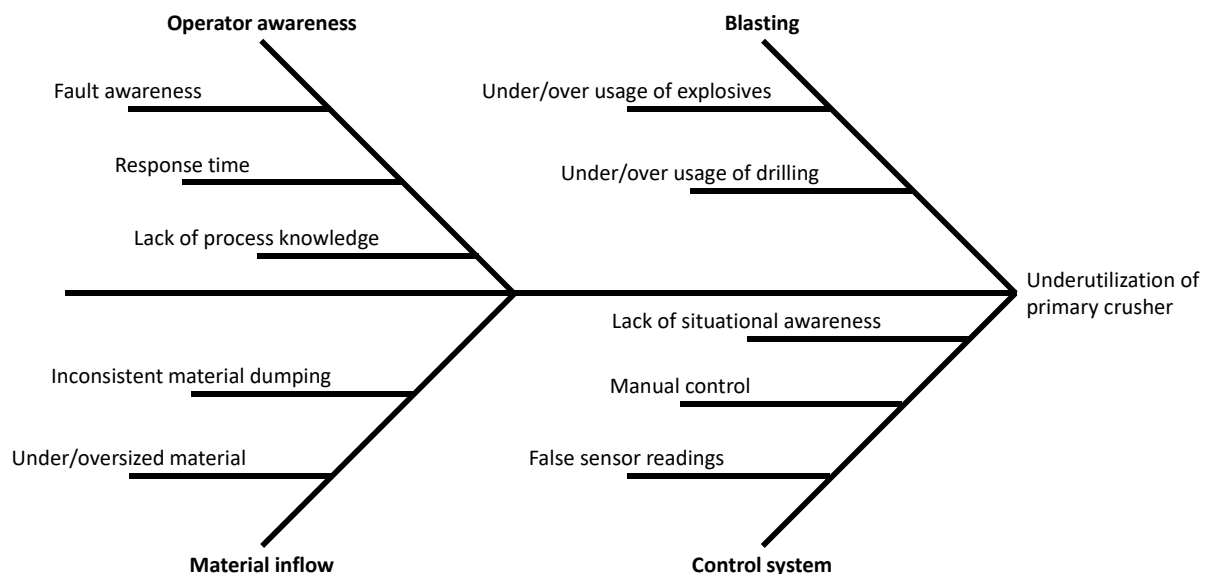 Operator awareness
Blasting
Fault awareness
Under/over usage of explosives
Response time
Under/over usage of drilling
Lack of process knowledge
Underutilization of
primary crusher
Lack of situational awareness
Inconsistent material dumping
Manual control
Under/oversized material
False sensor readings
Material inflow
Control system